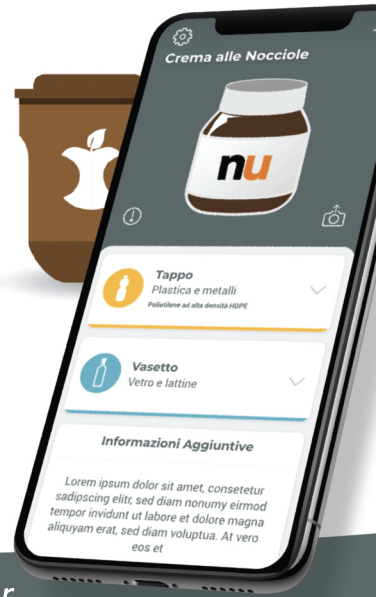 Crema alle Nocciole
nu
Tappo
Plastica e metalli
Polietilene ad alta densità HDPE
Vasetto
Vetro e lattine
Informazioni Aggiuntive
Lorem ipsum dolor sit amet, consetetur
sadipscing elitr, sed diam nonumy eirmod
tempor invidunt ut labore et dolore magna
aliquyam erat, sed diam voluptua. At vero
eos et